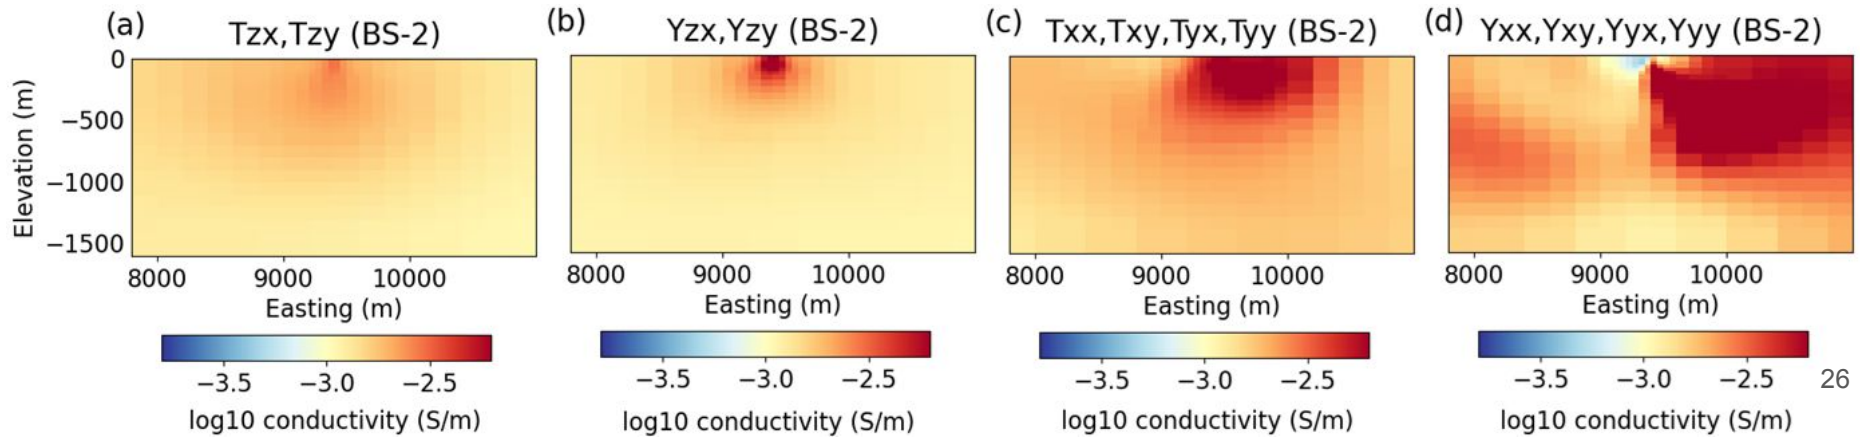 (a) Tzx,Tzy (BS-2)
(b) Yzx,Yzy (BS-2)
(c) Txx,Txy,Tyx,Tyy (BS-2)
(d) Yxx,Yxy,Yyx,Yyy (BS-2)
Elevation (m)
0
−500
−1000
−1500
8000 9000 10000
Easting (m)
−3.5 −3.0 −2.5
log10 conductivity (S/m)
8000 9000 10000
Easting (m)
−3.5 −3.0 −2.5
log10 conductivity (S/m)
8000 9000 10000
Easting (m)
−3.5 −3.0 −2.5
log10 conductivity (S/m)
8000 9000 10000
Easting (m)
−3.5 −3.0 −2.5
log10 conductivity (S/m)
26